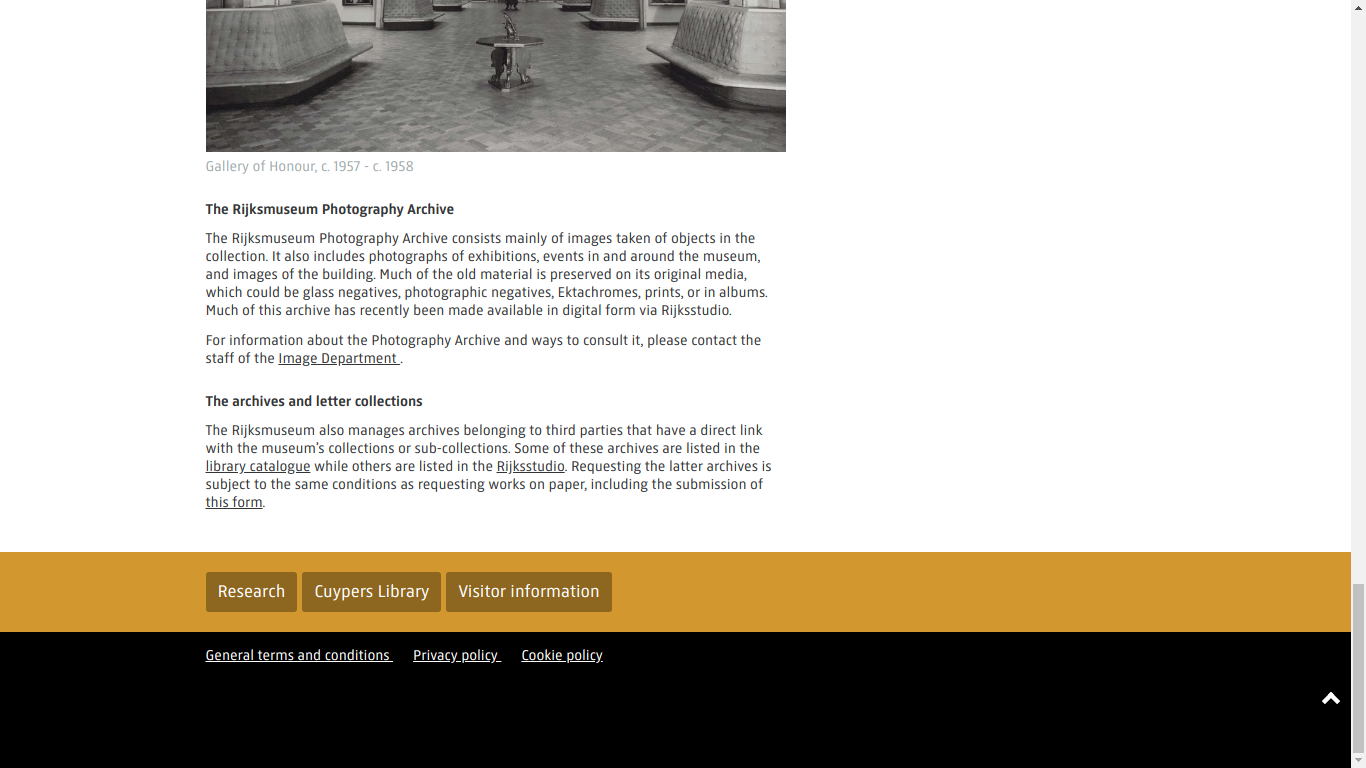 Gallery of Honour, c. 1957 - c. 1958
The Rijksmuseum Photography Archive
The Rijksmuseum Photography Archive consists mainly of images taken of objects in the
collection. It also includes photographs of exhibitions, events in and around the museum,
and images of the building. Much of the old material is preserved on its original media,
which could be glass negatives, photographic negatives, Ektachromes, prints, or in albums.
Much of this archive has recently been made available in digital form via Rijksstudio.
For information about the Photography Archive and ways to consult it, please contact the
staff of the Image Department .
The archives and letter collections
The Rijksmuseum also manages archives belonging to third parties that have a direct link
with the museum’s collections or sub-collections. Some of these archives are listed in the
library catalogue while others are listed in the Rijksstudio. Requesting the latter archives is
subject to the same conditions as requesting works on paper, including the submission of
this form.
Research Cuypers Library Visitor information
General terms and conditions Privacy policy Cookie policy